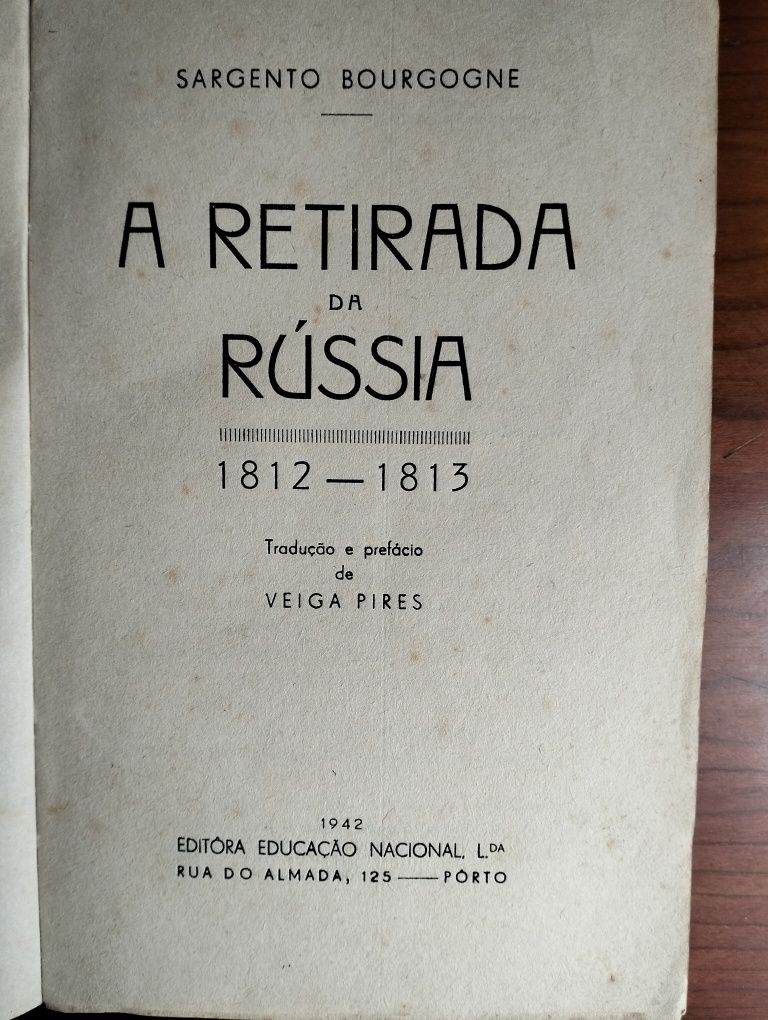 SARGENTO BOURGOGNE
A RETIRADA
DA
RÚSSIA
1812 — 1813
Tradução e prefácio
de
VEIGA PIRES
1942
EDITÔRA EDUCAÇÃO NACIONAL, L.DA
RUA DO ALMADA, 125 — PÔRTO